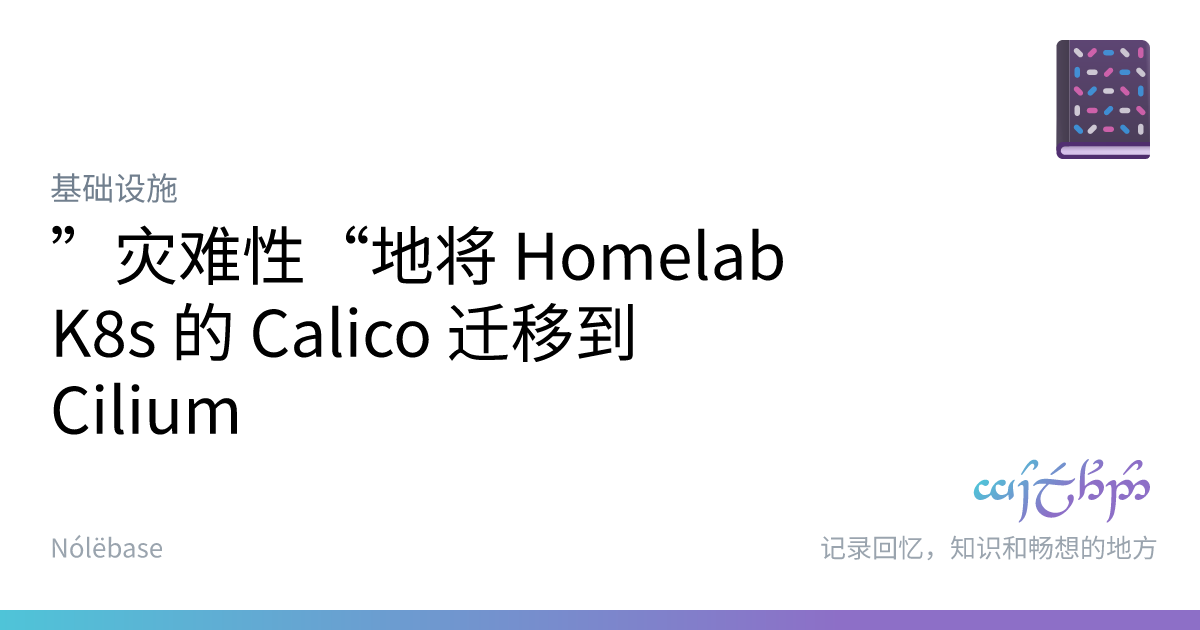 基础设施
”灾难性“地将 Homelab
K8s 的 Calico 迁移到
Cilium
Nólëbase
记录回忆，知识和畅想的地方